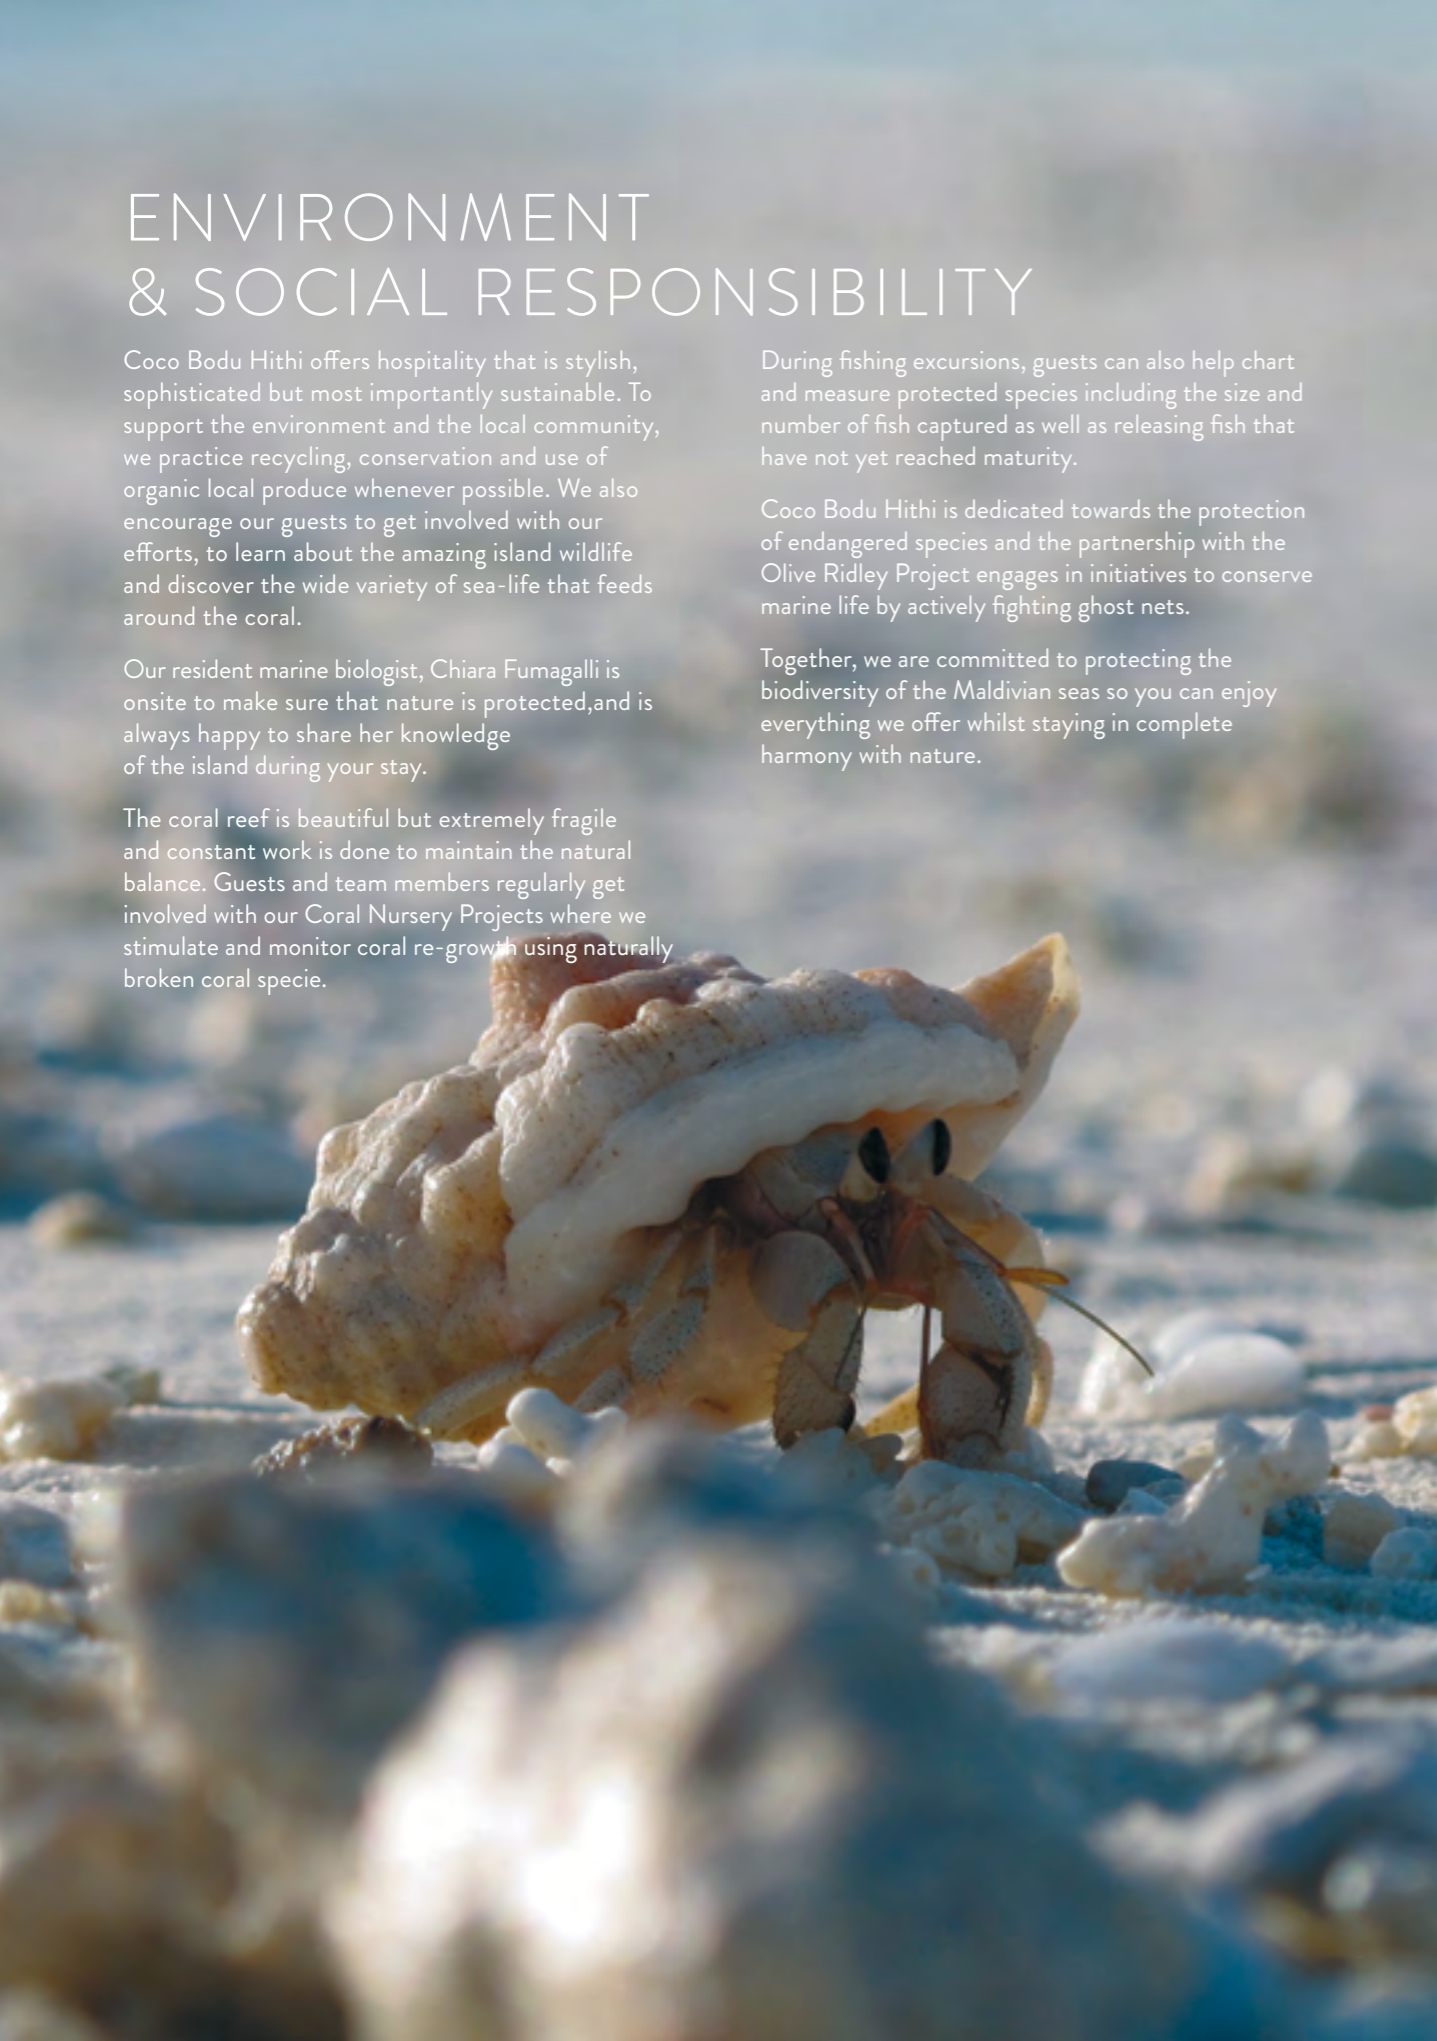 ENVIRONMENT
& SOCIAL RESPONSIBILITY
Coco Bodu Hithi offers hospitality that is stylish,
sophisticated but most importantly sustainable. To
support the environment and the local community,
we practice recycling, conservation and use of
organic local produce whenever possible. We also
encourage our guests to get involved with our
efforts, to learn about the amazing island wildlife
and discover the wide variety of sea-life that feeds
around the coral.
Our resident marine biologist, Chiara Fumagalli is
onsite to make sure that nature is protected,and is
always happy to share her knowledge
of the island during your stay.
The coral reef is beautiful but extremely fragile
and constant work is done to maintain the natural
balance. Guests and team members regularly get
involved with our Coral Nursery Projects where we
stimulate and monitor coral re-growth using naturally
broken coral specie.
During fishing excursions, guests can also help chart
and measure protected species including the size and
number of fish captured as well as releasing fish that
have not yet reached maturity.
Coco Bodu Hithi is dedicated towards the protection
of endangered species and the partnership with the
Olive Ridley Project engages in initiatives to conserve
marine life by actively fighting ghost nets.
Together, we are committed to protecting the
biodiversity of the Maldivian seas so you can enjoy
everything we offer whilst staying in complete
harmony with nature.